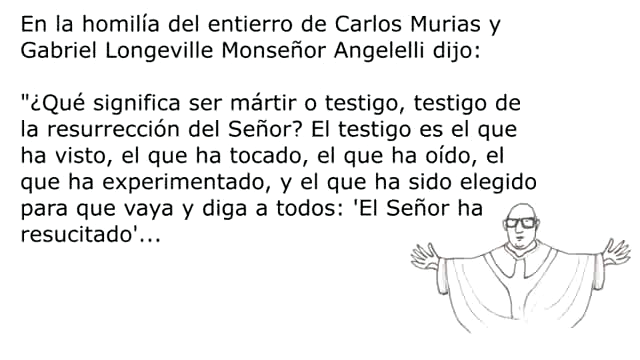 En la homilía del entierro de Carlos Murias y
Gabriel Longeville Monseñor Angelelli dijo:
"¿Qué significa ser mártir o testigo, testigo de
la resurrección del Señor? El testigo es el que
ha visto, el que ha tocado, el que ha oído, el
que ha experimentado, y el que ha sido elegido
para que vaya y diga a todos: 'El Señor ha
resucitado'...